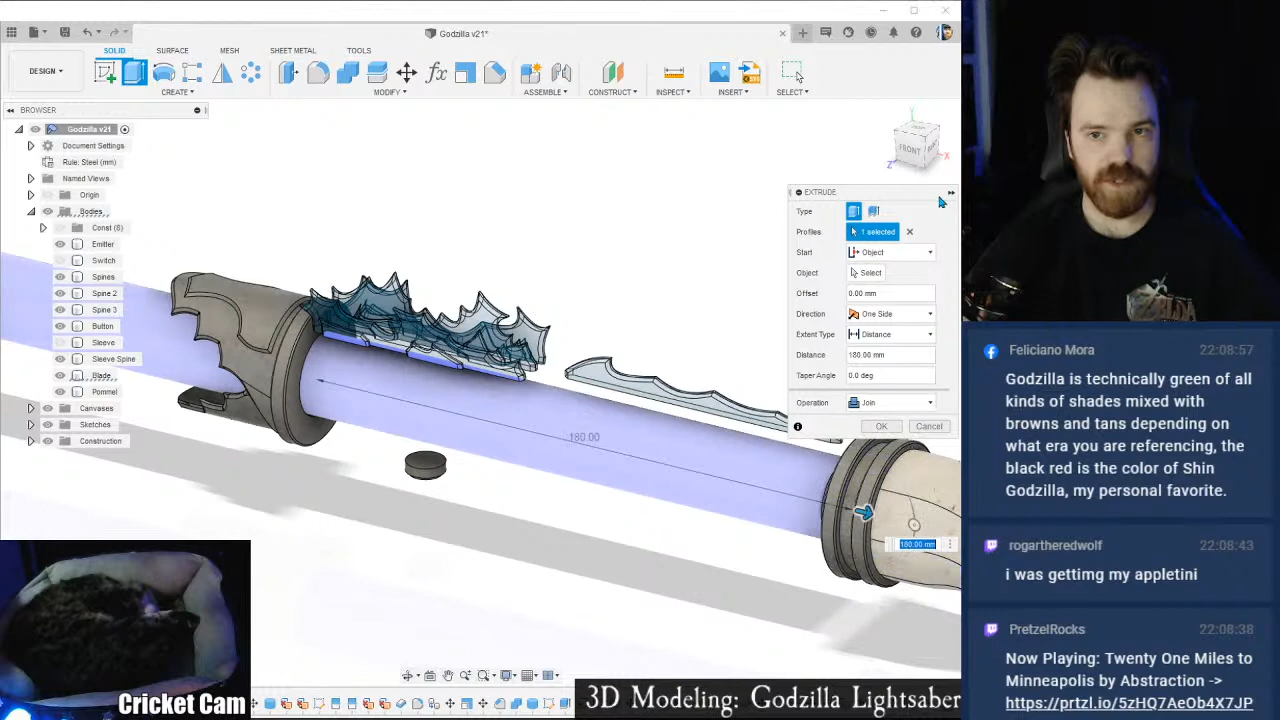 Godzilla v21*
SOLID SURFACE MESH SHEET METAL TOOLS
DESIGN
CREATE MODIFY ASSEMBLE CONSTRUCT INSPECT INSERT SELECT
BROWSER
Godzilla v21
Document Settings
Rule: Steel (mm)
Named Views
Origin
Bodies
Const (8)
Emitter
Switch
Spines
Spine 2
Spine 3
Button
Sleeve
Sleeve Spine
Blade
Pommel
Canvases
Sketches
Construction
FRONT
Z
X
Y
EXTRUDE
Type
Profiles 1 selected
Start Object
Object Select
Offset 0.00 mm
Direction One Side
Extent Type Distance
Distance 180.00 mm
Taper Angle 0.0 deg
Operation Join
OK Cancel
180.00
180.00 mm
Cricket Cam
3D Modeling: Godzilla Lightsaber
Feliciano Mora 22:08:57
Godzilla is technically green of all
kinds of shades mixed with
browns and tans depending on
what era you are referencing, the
black red is the color of Shin
Godzilla, my personal favorite.
rogartheredwolf 22:08:43
i was gettimg my appletini
PretzelRocks 22:08:38
Now Playing: Twenty One Miles to
Minneapolis by Abstraction ->
https://prtzl.io/5zHQ7AeOb4X7JP